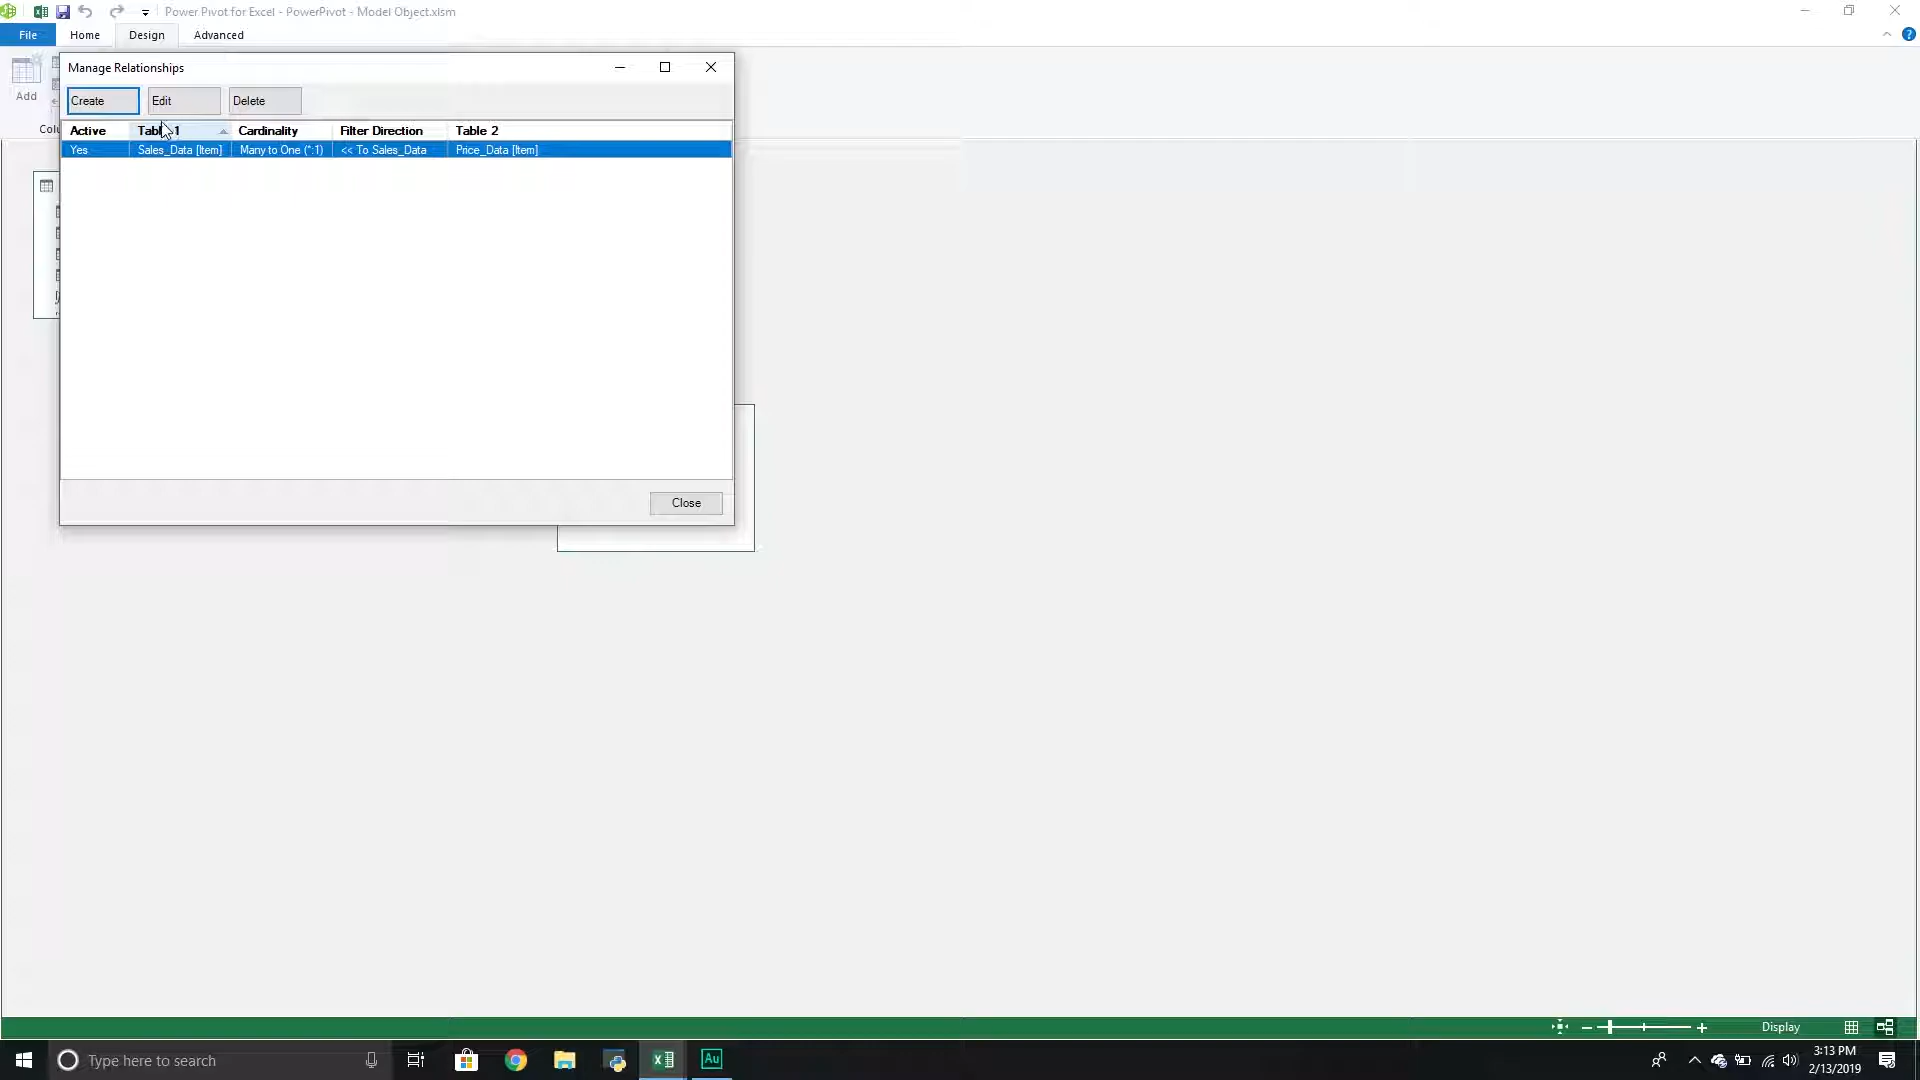 Power Pivot for Excel - PowerPivot - Model Object.xlsm
File Home Design Advanced
Manage Relationships
Add
Create Edit Delete
Active Cardinality Filter Direction Table 2
Yes Sales_Data [Item] Many to One (*:1) << To Sales_Data Price_Data [Item]
Close
Display
Type here to search
Au
3:13 PM
2/13/2019